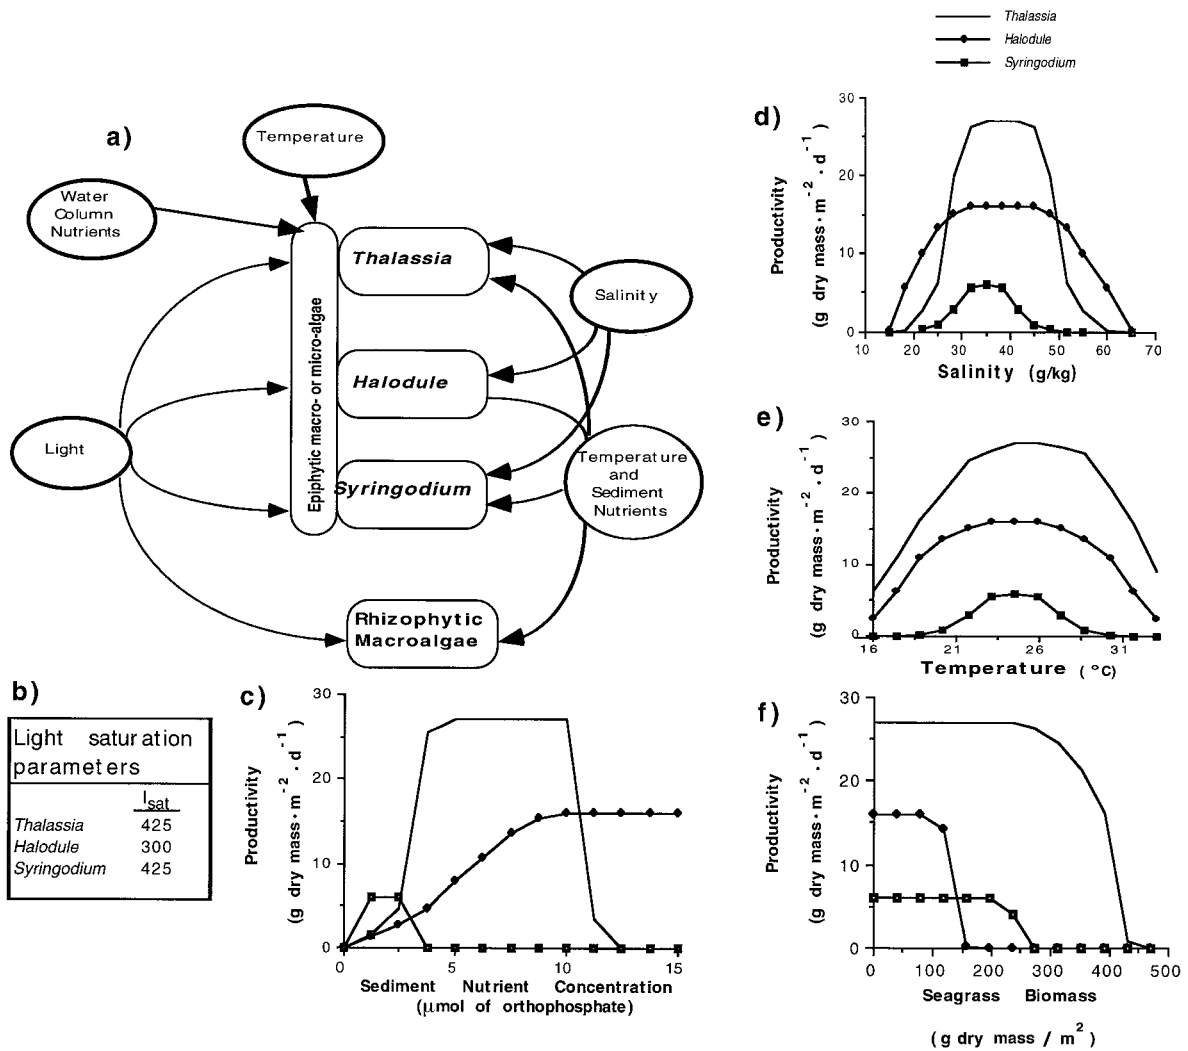 Thalassia
Halodule
Syringodium
a)
Temperature
Water
Column
Nutrients
Thalassia
Salinity
Epiphytic macro- or micro-algae
Halodule
Light
Syringodium
Temperature
and
Sediment
Nutrients
Rhizophytic
Macroalgae
b)
Light saturation
parameters
Isat
Thalassia 425
Halodule 300
Syringodium 425
c)
Productivity
(g dry mass · m-2 · d-1)
30
20
10
0
0 5 10 15
Sediment Nutrient Concentration
(μmol of orthophosphate)
d)
Productivity
(g dry mass · m-2 · d-1)
30
20
10
0
10 20 30 40 50 60 70
Salinity (g/kg)
e)
Productivity
(g dry mass · m-2 · d-1)
30
20
10
0
16 21 26 31
Temperature (°C)
f)
Productivity
(g dry mass · m-2 · d-1)
30
20
10
0
0 100 200 300 400 500
Seagrass Biomass
(g dry mass / m2)